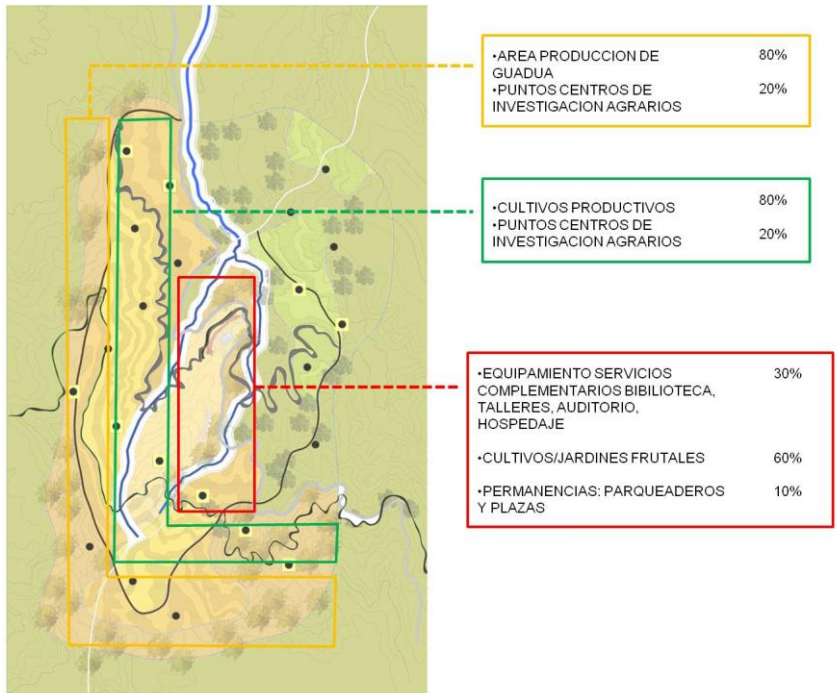 •AREA PRODUCCION DE 80%
GUADUA
•PUNTOS CENTROS DE 20%
INVESTIGACION AGRARIOS
•CULTIVOS PRODUCTIVOS 80%
•PUNTOS CENTROS DE
INVESTIGACION AGRARIOS 20%
•EQUIPAMIENTO SERVICIOS 30%
COMPLEMENTARIOS BIBILIOTECA,
TALLERES, AUDITORIO,
HOSPEDAJE
•CULTIVOS/JARDINES FRUTALES 60%
•PERMANENCIAS: PARQUEADEROS 10%
Y PLAZAS